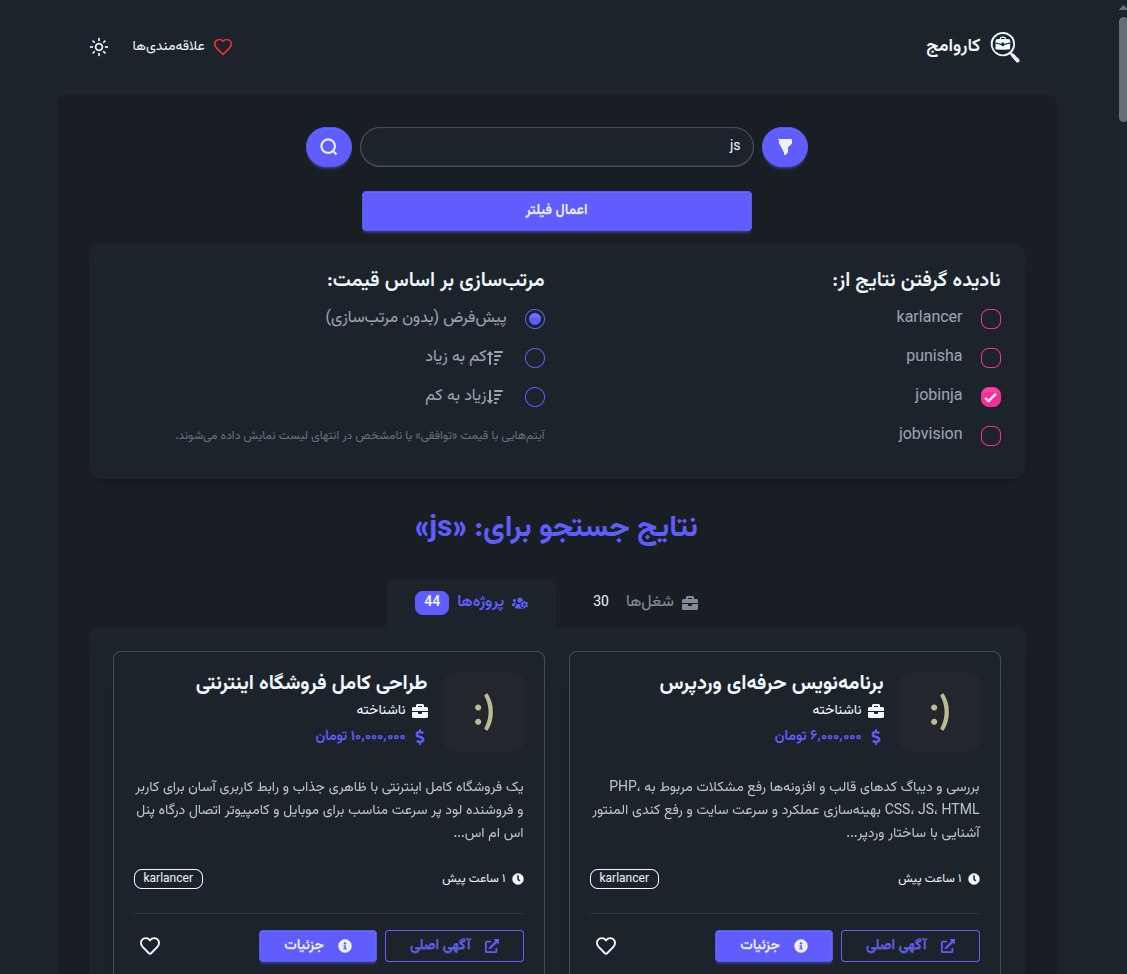 کاروامج
علاقه‌مندی‌ها
js
اعمال فیلتر
نادیده گرفتن نتایج از:
karlancer
punisha
jobinja
jobvision
مرتب‌سازی بر اساس قیمت:
پیش‌فرض (بدون مرتب‌سازی)
کم به زیاد
زیاد به کم
آیتم‌هایی با قیمت «توافقی» یا نامشخص در انتهای لیست نمایش داده می‌شوند.
نتایج جستجو برای: «js»
شغل‌ها 30
پروژه‌ها 44
برنامه‌نویس حرفه‌ای وردپرس
ناشناخته
۶,۰۰۰,۰۰۰ تومان
:)
بررسی و دیباگ کدهای قالب و افزونه‌ها رفع مشکلات مربوط به PHP،
CSS، JS، HTML بهینه‌سازی عملکرد و سرعت سایت و رفع کندی المنتور
آشنایی با ساختار وردپر...
۱ ساعت پیش
karlancer
آگهی اصلی
جزئیات
طراحی کامل فروشگاه اینترنتی
ناشناخته
۱۰,۰۰۰,۰۰۰ تومان
:)
یک فروشگاه کامل اینترنتی با ظاهری جذاب و رابط کاربری آسان برای کاربر
و فروشنده لود پر سرعت مناسب برای موبایل و کامپیوتر اتصال درگاه پنل
اس ام اس...
۱ ساعت پیش
karlancer
آگهی اصلی
جزئیات